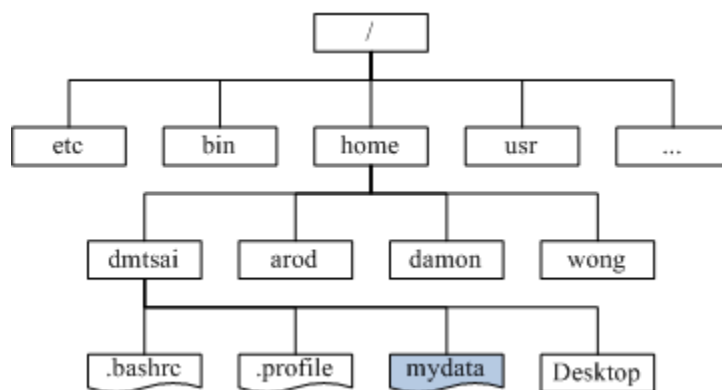 /
etc bin home usr ...
dmtsai arod damon wong
.bashrc .profile mydata Desktop